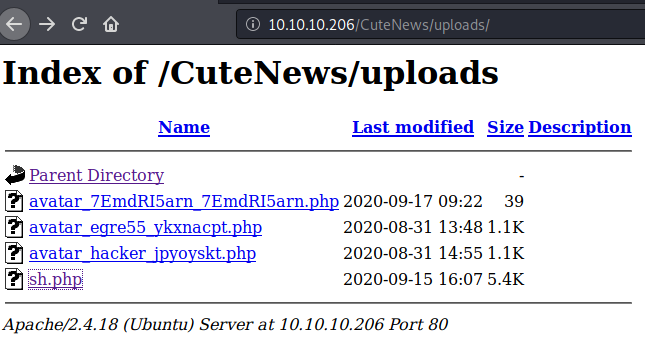 10.10.10.206/CuteNews/uploads/
Index of /CuteNews/uploads
Name Last modified Size Description
Parent Directory -
avatar_7EmdRI5arn_7EmdRI5arn.php 2020-09-17 09:22 39
avatar_egre55_ykxnacpt.php 2020-08-31 13:48 1.1K
avatar_hacker_jpyoyskt.php 2020-08-31 14:55 1.1K
sh.php 2020-09-15 16:07 5.4K
Apache/2.4.18 (Ubuntu) Server at 10.10.10.206 Port 80